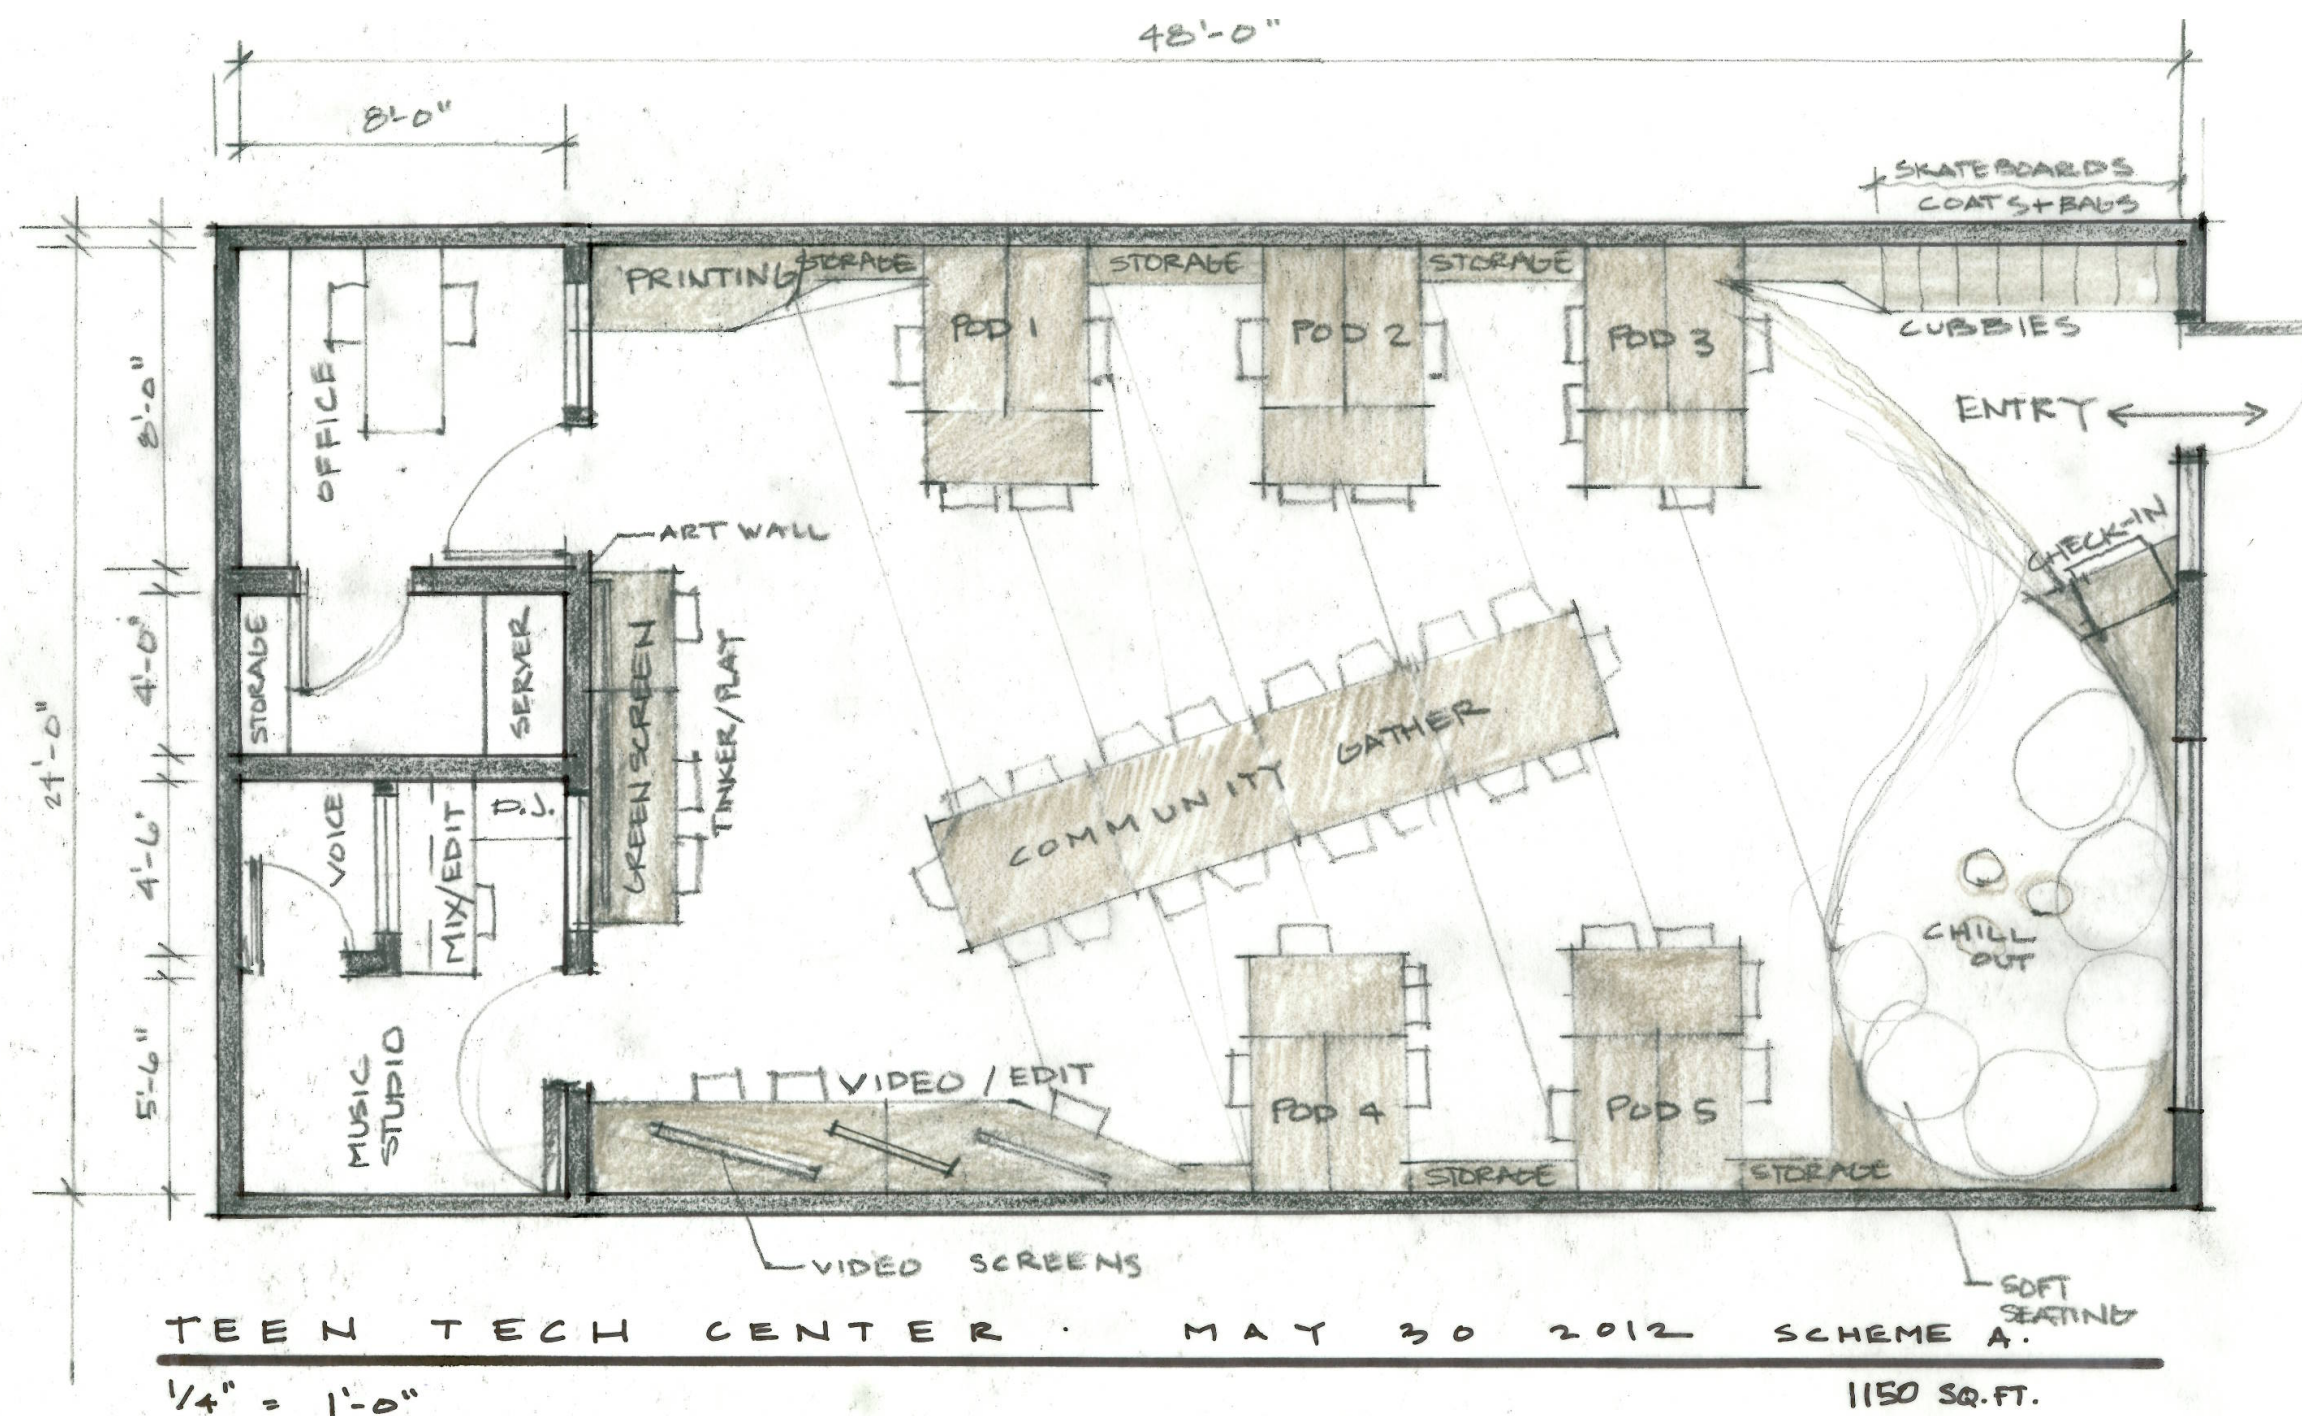 48'-0"
8'-0"
SKATEBOARDS
COATS + BAGS
PRINTING
STORAGE
STORAGE
STORAGE
POD 1
POD 2
POD 3
CUBBIES
ENTRY
OFFICE
8'-0"
ART WALL
CHECK-IN
STORAGE
SERVER
4'-0"
GREEN SCREEN
TINKER/PLAY
24'-0"
COMMUNITY GATHER
VOICE
MIX/EDIT
D.J.
4'-6"
CHILL
OUT
MUSIC
STUDIO
5'-6"
VIDEO / EDIT
POD 4
POD 5
STORAGE
STORAGE
VIDEO SCREENS
SOFT
SEATING
TEEN TECH CENTER · MAY 30 2012 SCHEME A.
1/4" = 1'-0"
1150 SQ.FT.